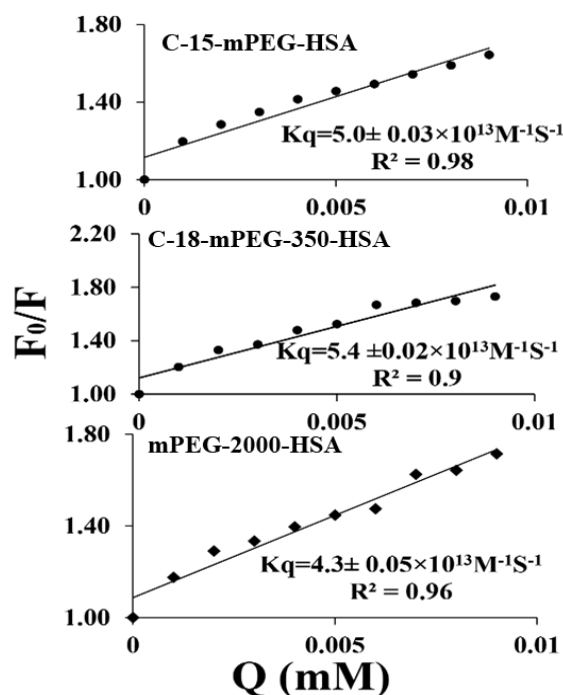 1.80
C-15-mPEG-HSA
1.40
Kq=5.0± 0.03×10¹³M⁻¹S⁻¹
R² = 0.98
1.00
0
0.005
0.01
2.20
C-18-mPEG-350-HSA
1.80
F₀/F
1.40
Kq=5.4 ±0.02×10¹³M⁻¹S⁻¹
R² = 0.9
1.00
0
0.005
0.01
1.80
mPEG-2000-HSA
1.40
Kq=4.3± 0.05×10¹³M⁻¹S⁻¹
R² = 0.96
1.00
0
0.005
0.01
Q (mM)